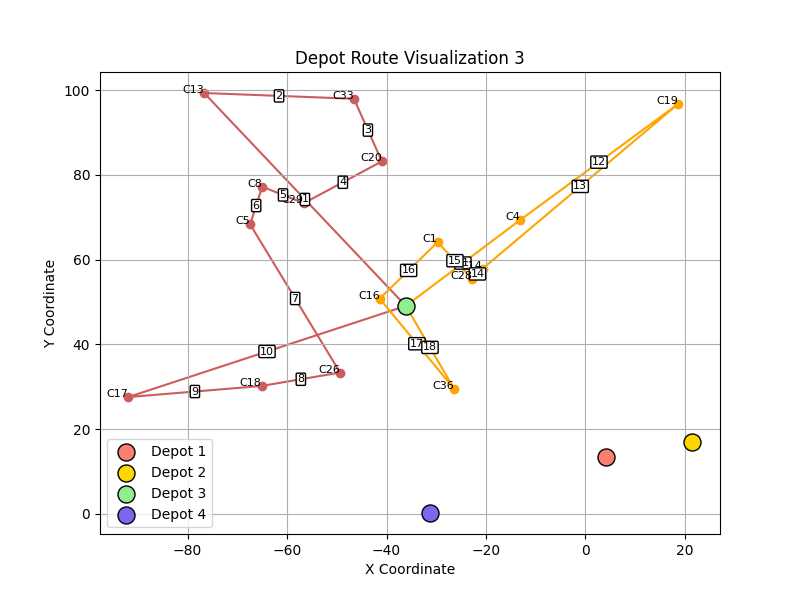 Depot Route Visualization 3
Y Coordinate
100
80
60
40
20
0
C13
2
C33
3
C20
4
C8
5
1
6
C5
7
10
C17
9
C18
8
C26
C19
12
13
C4
C1
15
14
C28
16
C16
17
18
C36
Depot 1
Depot 2
Depot 3
Depot 4
−80
−60
−40
−20
0
20
X Coordinate